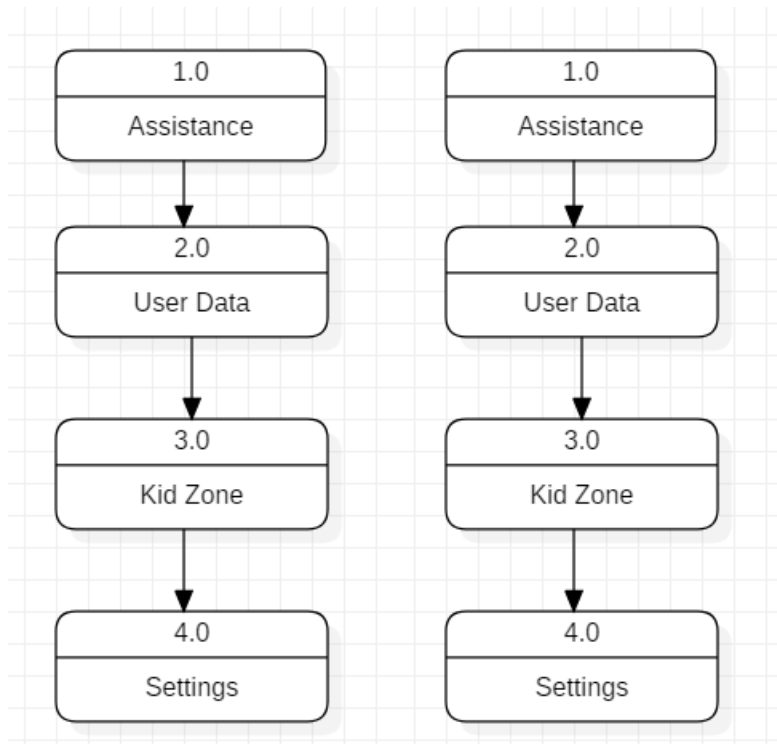 1.0
Assistance
2.0
User Data
3.0
Kid Zone
4.0
Settings
1.0
Assistance
2.0
User Data
3.0
Kid Zone
4.0
Settings